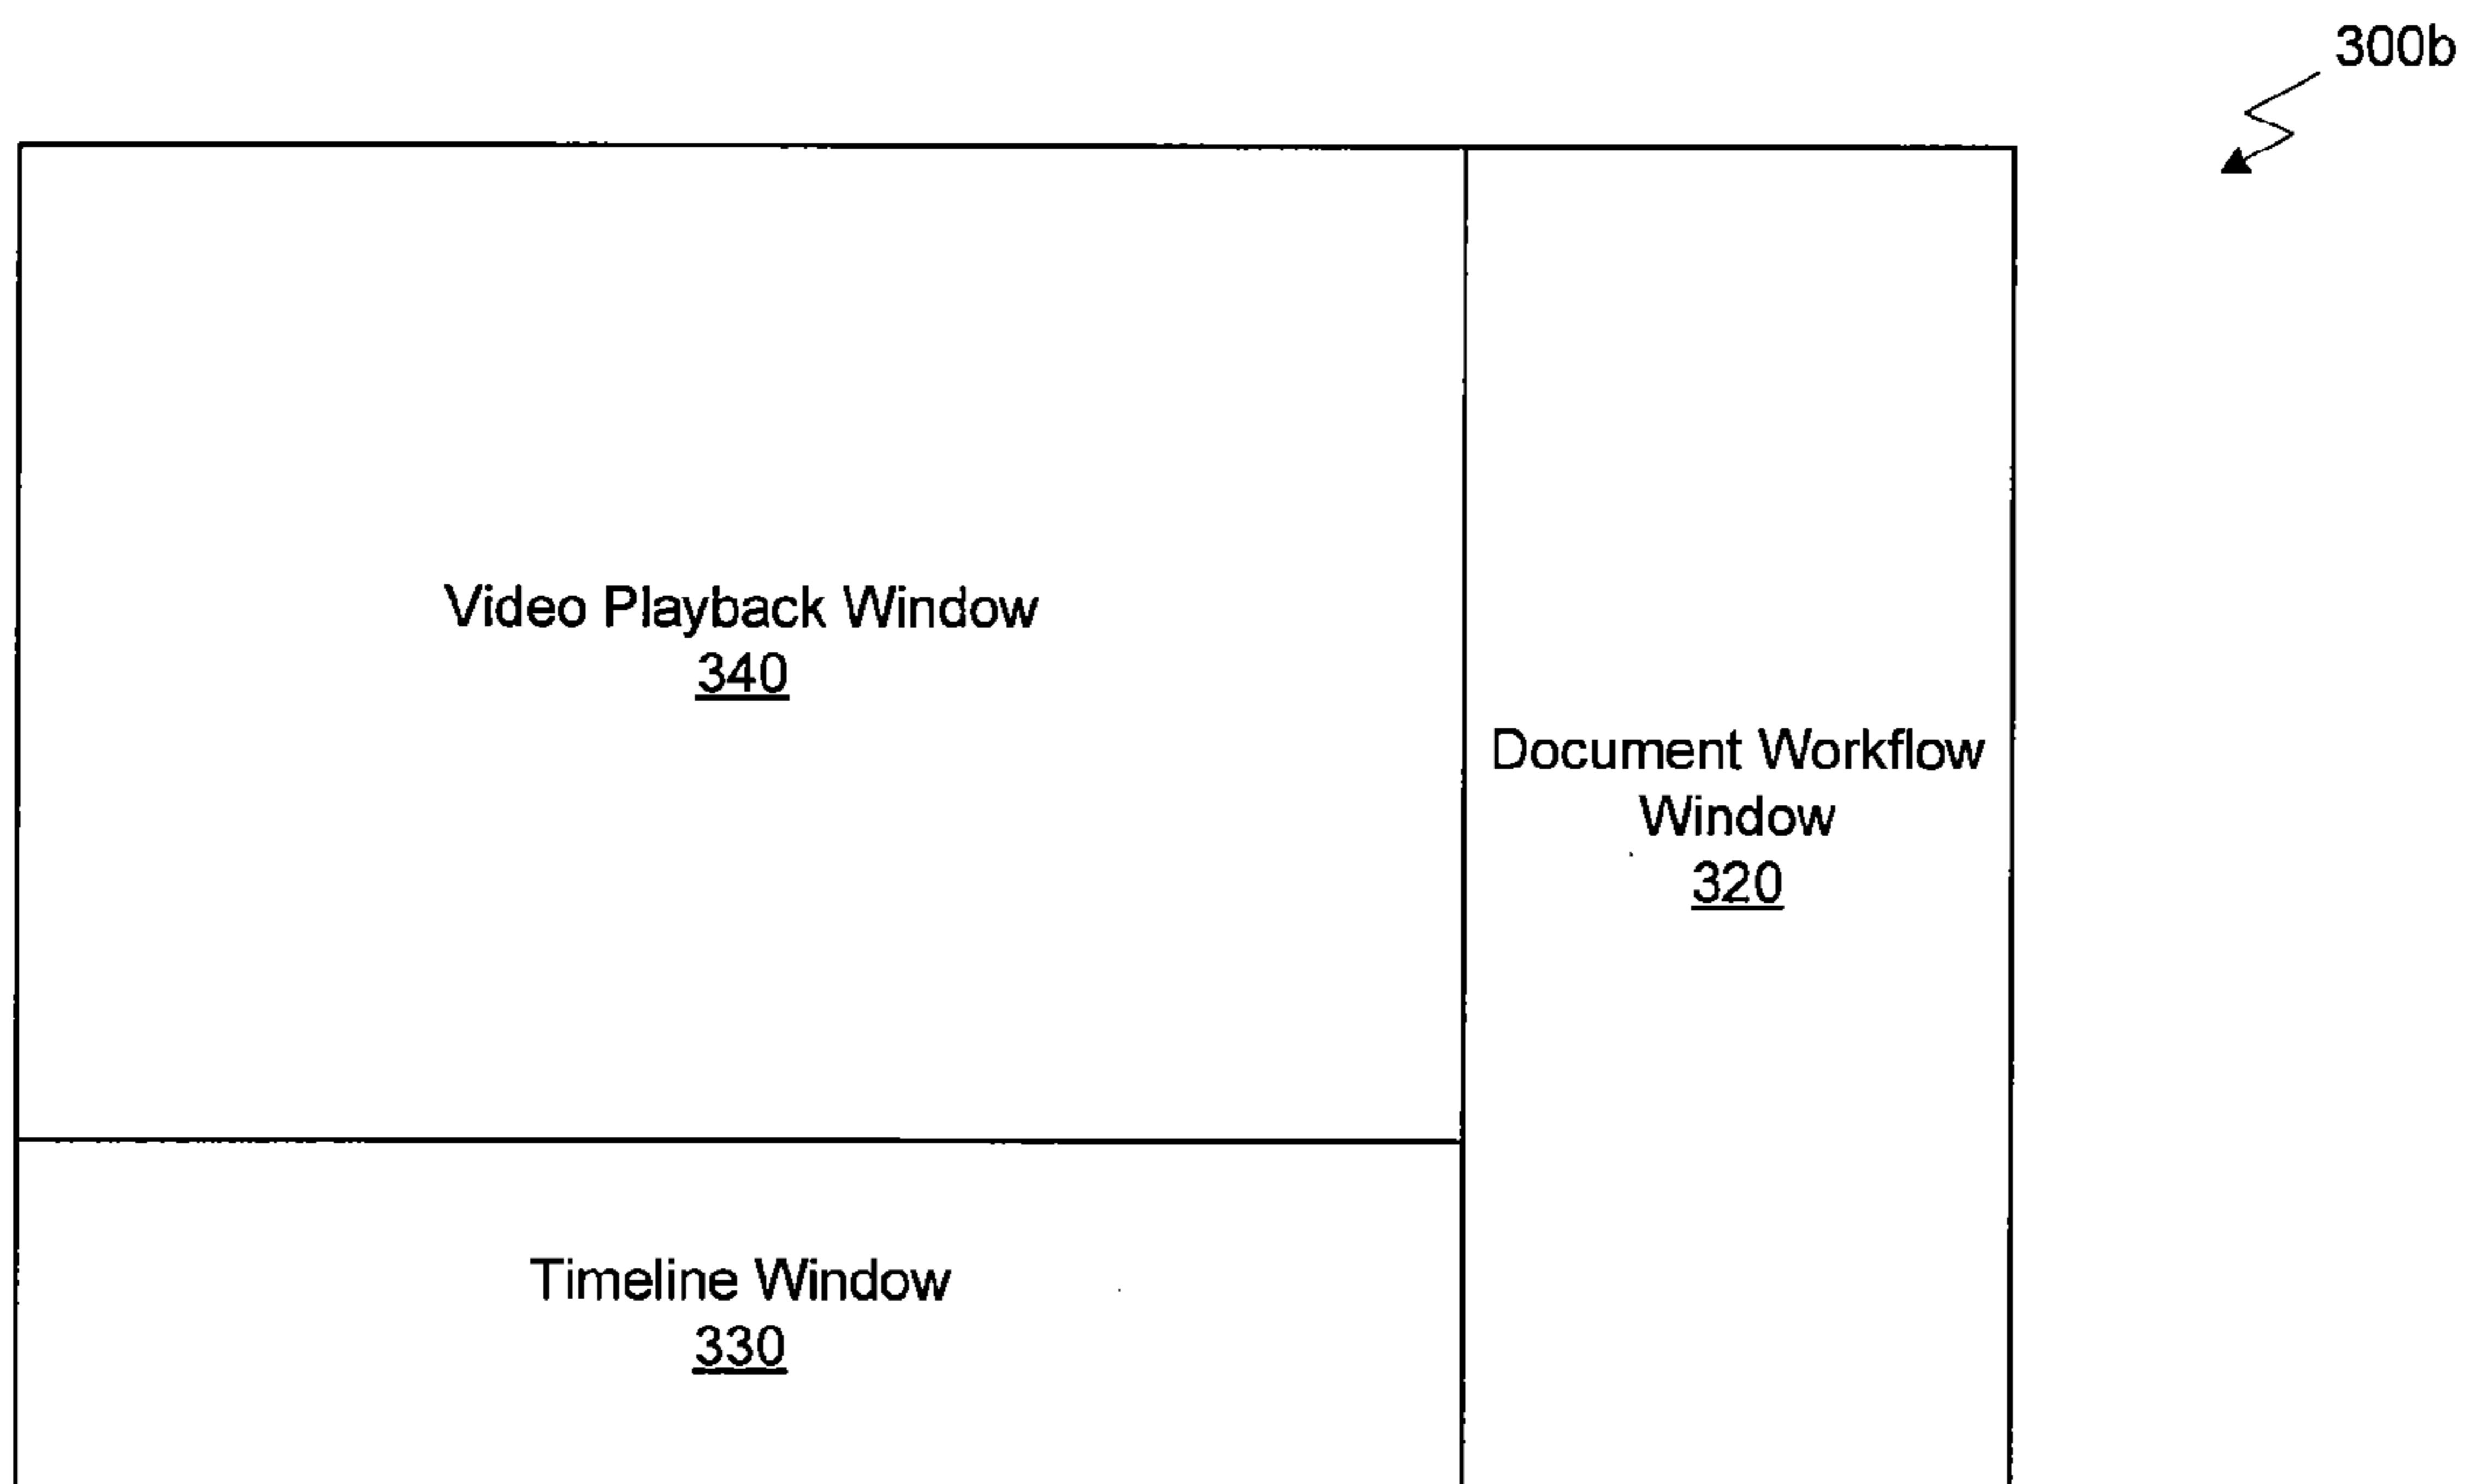 300b
Video Playback Window
340
Document Workflow
Window
320
Timeline Window
330